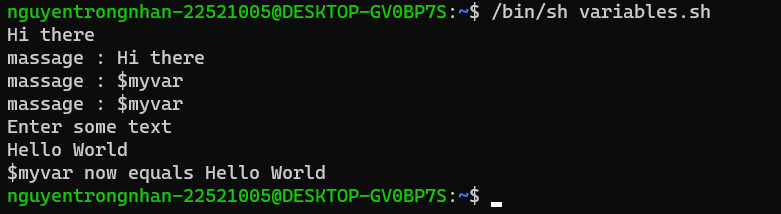 nguyentrongnhan-22521005@DESKTOP-GV0BP7S:~$ /bin/sh variables.sh
Hi there
massage : Hi there
massage : $myvar
massage : $myvar
Enter some text
Hello World
$myvar now equals Hello World
nguyentrongnhan-22521005@DESKTOP-GV0BP7S:~$